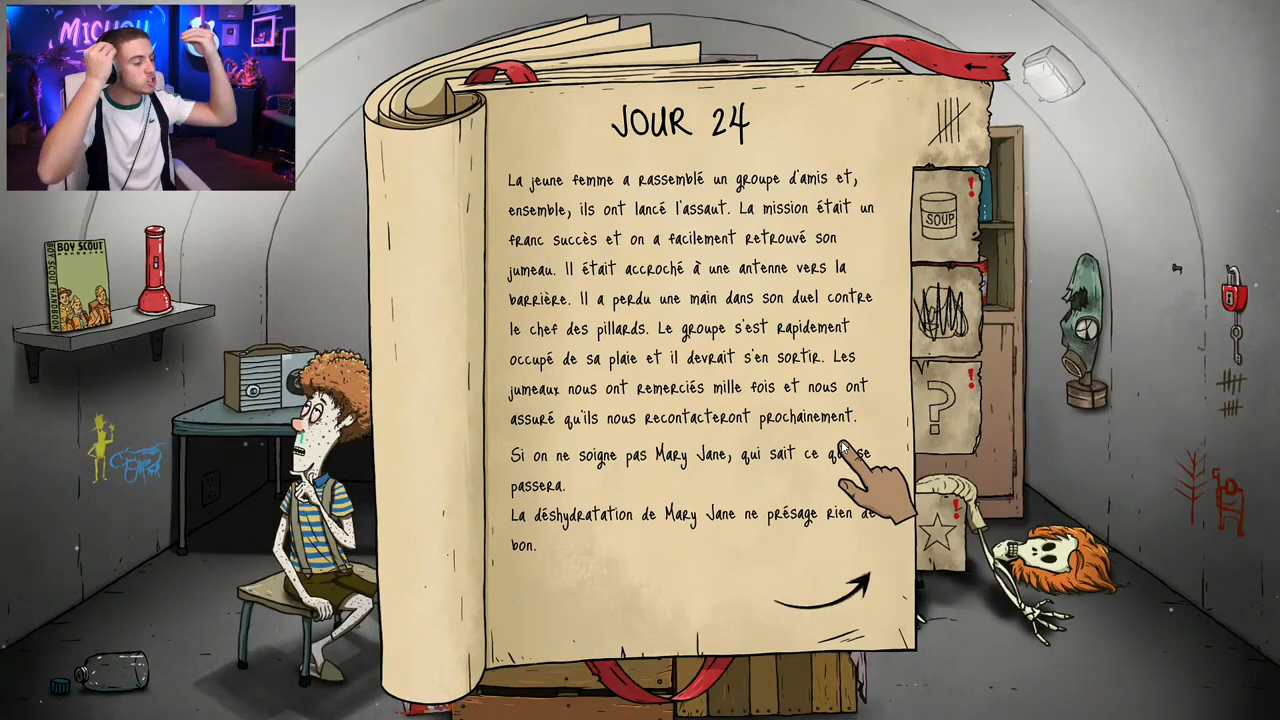 MICHOU
JOUR 24
La jeune femme a rassemblé un groupe d'amis et,
ensemble, ils ont lancé l'assaut. La mission était un
franc succès et on a facilement retrouvé son
jumeau. Il était accroché à une antenne vers la
barrière. Il a perdu une main dans son duel contre
le chef des pillards. Le groupe s'est rapidement
occupé de sa plaie et il devrait s'en sortir. Les
jumeaux nous ont remerciés mille fois et nous ont
assuré qu'ils nous recontacteront prochainement.
Si on ne soigne pas Mary Jane, qui sait ce se
passera.
La déshydratation de Mary Jane ne présage rien de
bon.
SOUP
!
?
!
!
BOY SCOUT
BOY SCOUT HANDBOOK